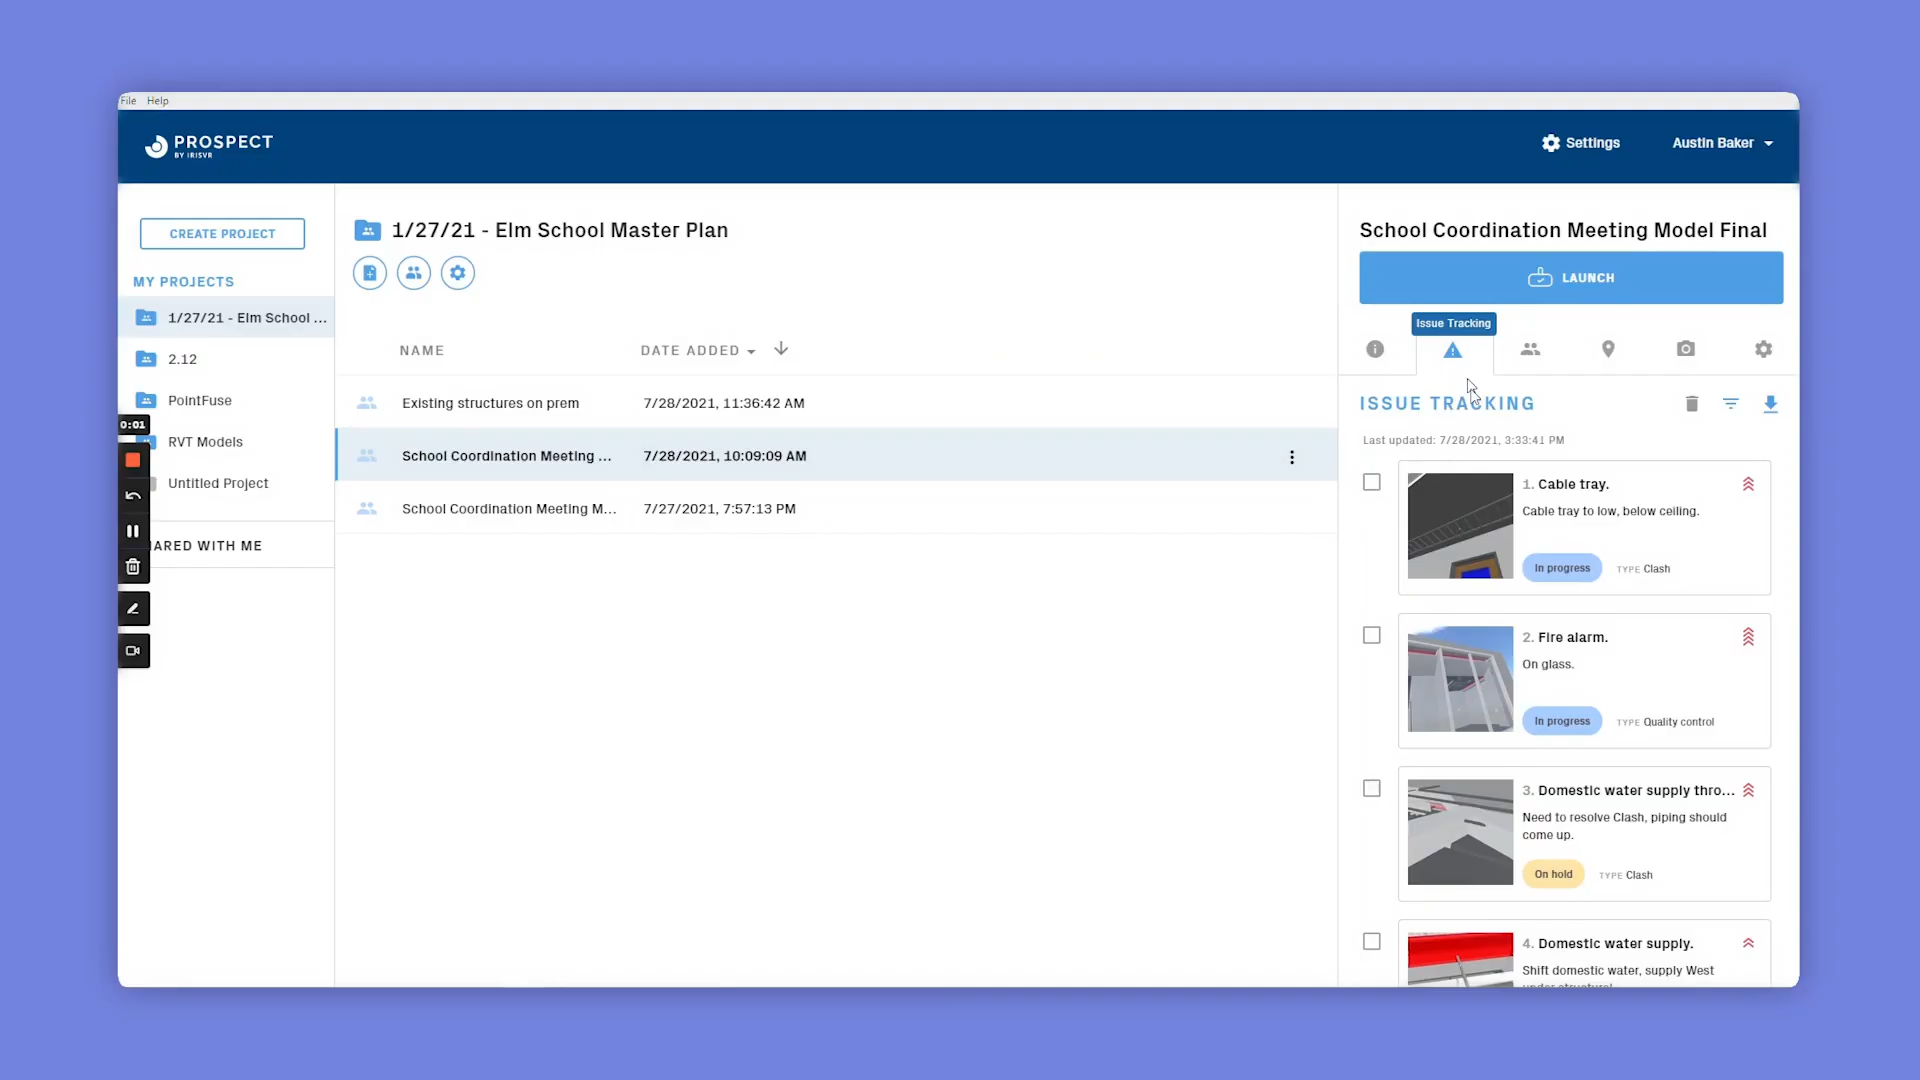 File Help
PROSPECT
BY IRISVR
Settings
Austin Baker
CREATE PROJECT
MY PROJECTS
1/27/21 - Elm School ...
2.12
PointFuse
0:01
RVT Models
Untitled Project
ARED WITH ME
1/27/21 - Elm School Master Plan
NAME DATE ADDED
Existing structures on prem 7/28/2021, 11:36:42 AM
School Coordination Meeting ... 7/28/2021, 10:09:09 AM
School Coordination Meeting M... 7/27/2021, 7:57:13 PM
School Coordination Meeting Model Final
LAUNCH
Issue Tracking
ISSUE TRACKING
Last updated: 7/28/2021, 3:33:41 PM
1. Cable tray.
Cable tray to low, below ceiling.
In progress TYPE Clash
2. Fire alarm.
On glass.
In progress TYPE Quality control
3. Domestic water supply thro...
Need to resolve Clash, piping should
come up.
On hold TYPE Clash
4. Domestic water supply.
Shift domestic water, supply West